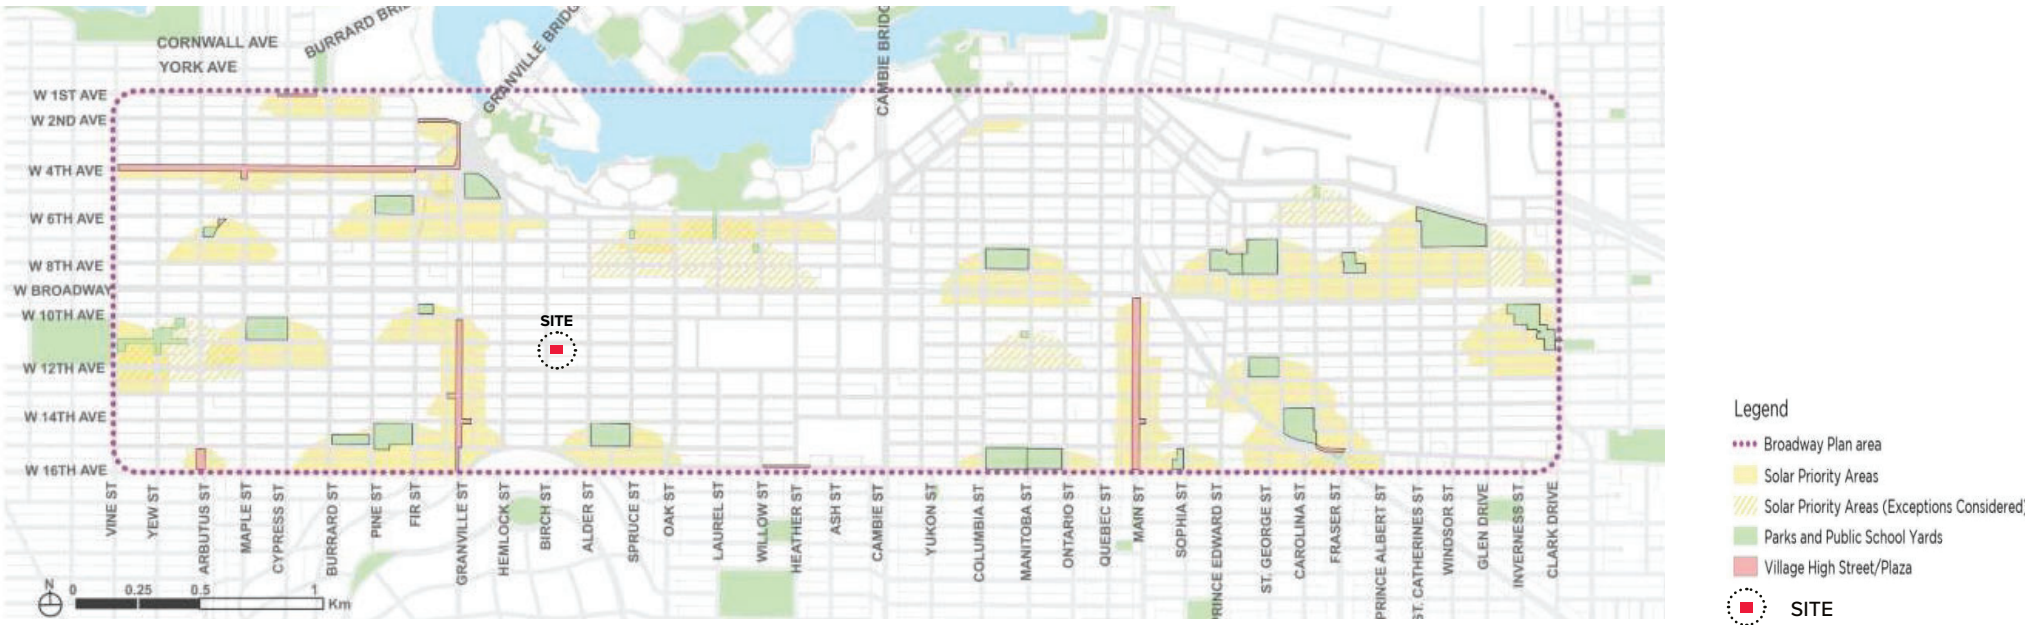 CORNWALL AVE
YORK AVE
BURRARD BRI
GRANVILLE BRIDG
CAMBIE BRIDG
W 1ST AVE
W 2ND AVE
W 4TH AVE
W 6TH AVE
W 8TH AVE
W BROADWAY
W 10TH AVE
W 12TH AVE
W 14TH AVE
W 16TH AVE
SITE
VINE ST
YEW ST
ARBUTUS ST
MAPLE ST
CYPRESS ST
BURRARD ST
PINE ST
FIR ST
GRANVILLE ST
HEMLOCK ST
BIRCH ST
ALDER ST
SPRUCE ST
OAK ST
LAUREL ST
WILLOW ST
HEATHER ST
ASH ST
CAMBIE ST
YUKON ST
COLUMBIA ST
MANITOBA ST
ONTARIO ST
QUEBEC ST
MAIN ST
SOPHIA ST
PRINCE EDWARD ST
ST. GEORGE ST
CAROLINA ST
FRASER ST
PRINCE ALBERT ST
ST. CATHERINES ST
WINDSOR ST
GLEN DRIVE
INVERNESS ST
CLARK DRIVE
N
0 0.25 0.5 1
Km
Legend
Broadway Plan area
Solar Priority Areas
Solar Priority Areas (Exceptions Considered)
Parks and Public School Yards
Village High Street/Plaza
SITE